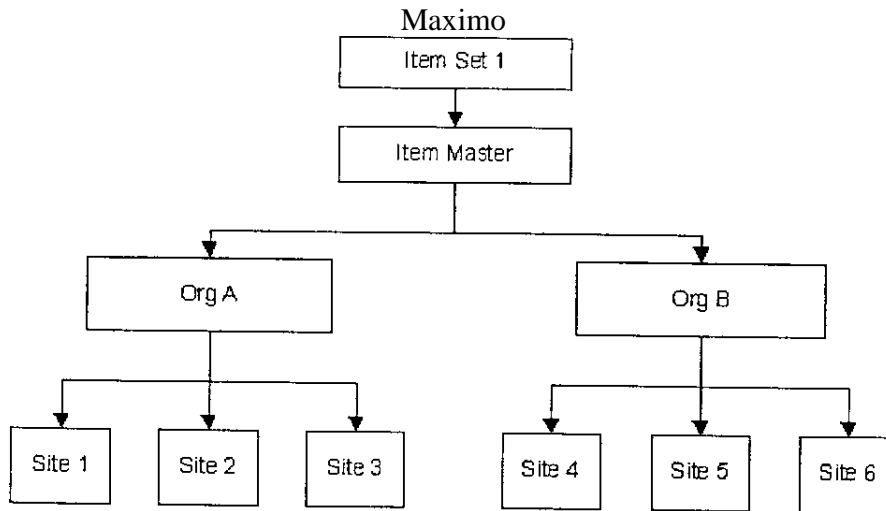 Maximo
Item Set 1
Item Master
Org A
Org B
Site 1
Site 2
Site 3
Site 4
Site 5
Site 6